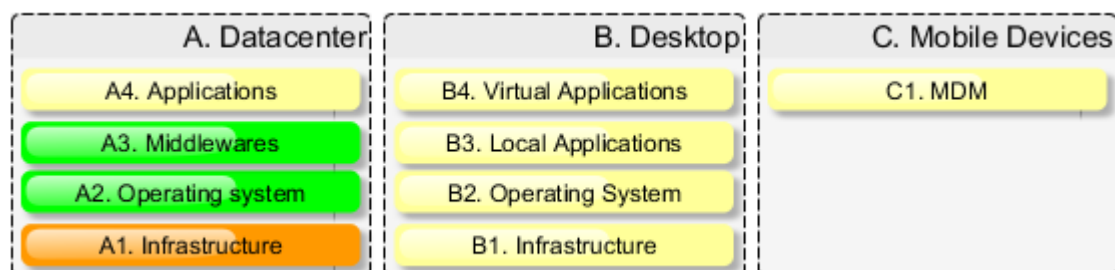 A. Datacenter
A4. Applications
A3. Middlewares
A2. Operating system
A1. Infrastructure
B. Desktop
B4. Virtual Applications
B3. Local Applications
B2. Operating System
B1. Infrastructure
C. Mobile Devices
C1. MDM